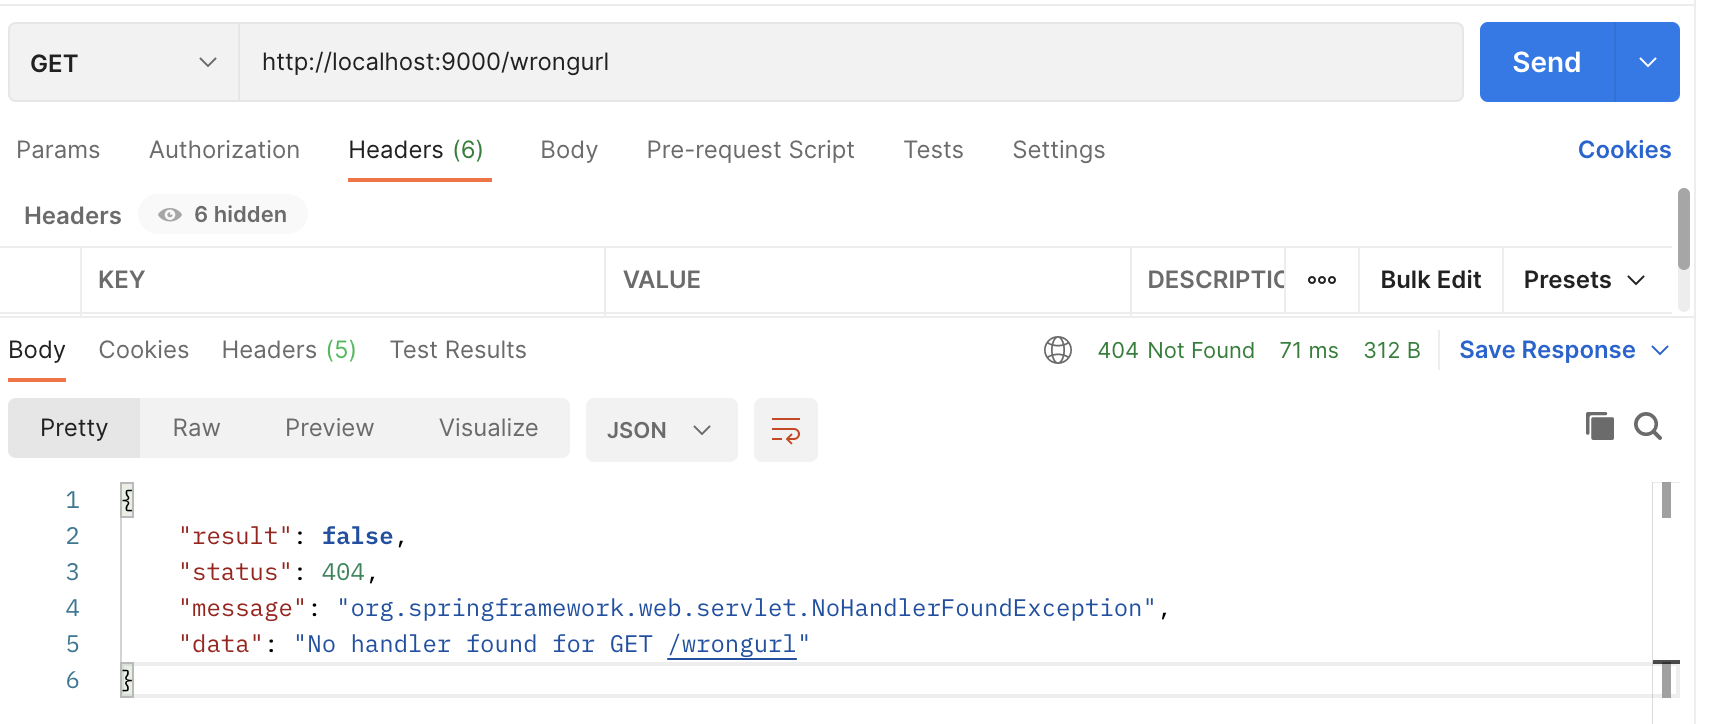 GET http://localhost:9000/wrongurl Send
Params Authorization Headers (6) Body Pre-request Script Tests Settings Cookies
Headers 6 hidden
KEY VALUE DESCRIPTIO ooo Bulk Edit Presets
Body Cookies Headers (5) Test Results 404 Not Found 71 ms 312 B Save Response
Pretty Raw Preview Visualize JSON
1 {
2 "result": false,
3 "status": 404,
4 "message": "org.springframework.web.servlet.NoHandlerFoundException",
5 "data": "No handler found for GET /wrongurl"
6 }